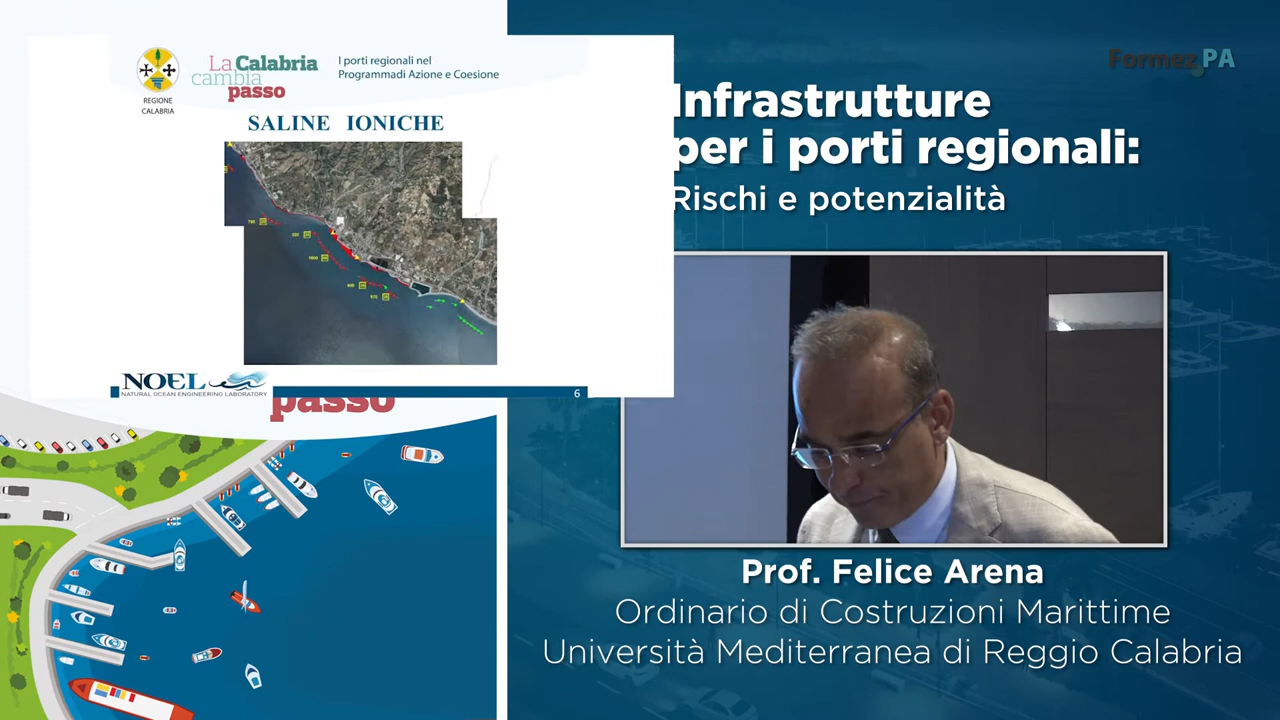 REGIONE
CALABRIA
La Calabria
cambia
passo
I porti regionali nel
Programmadi Azione e Coesione
SALINE IONICHE
NOEL
NATURAL OCEAN ENGINEERING LABORATORY
6
passo
Formez PA
Infrastrutture
per i porti regionali:
Rischi e potenzialità
Prof. Felice Arena
Ordinario di Costruzioni Marittime
Università Mediterranea di Reggio Calabria